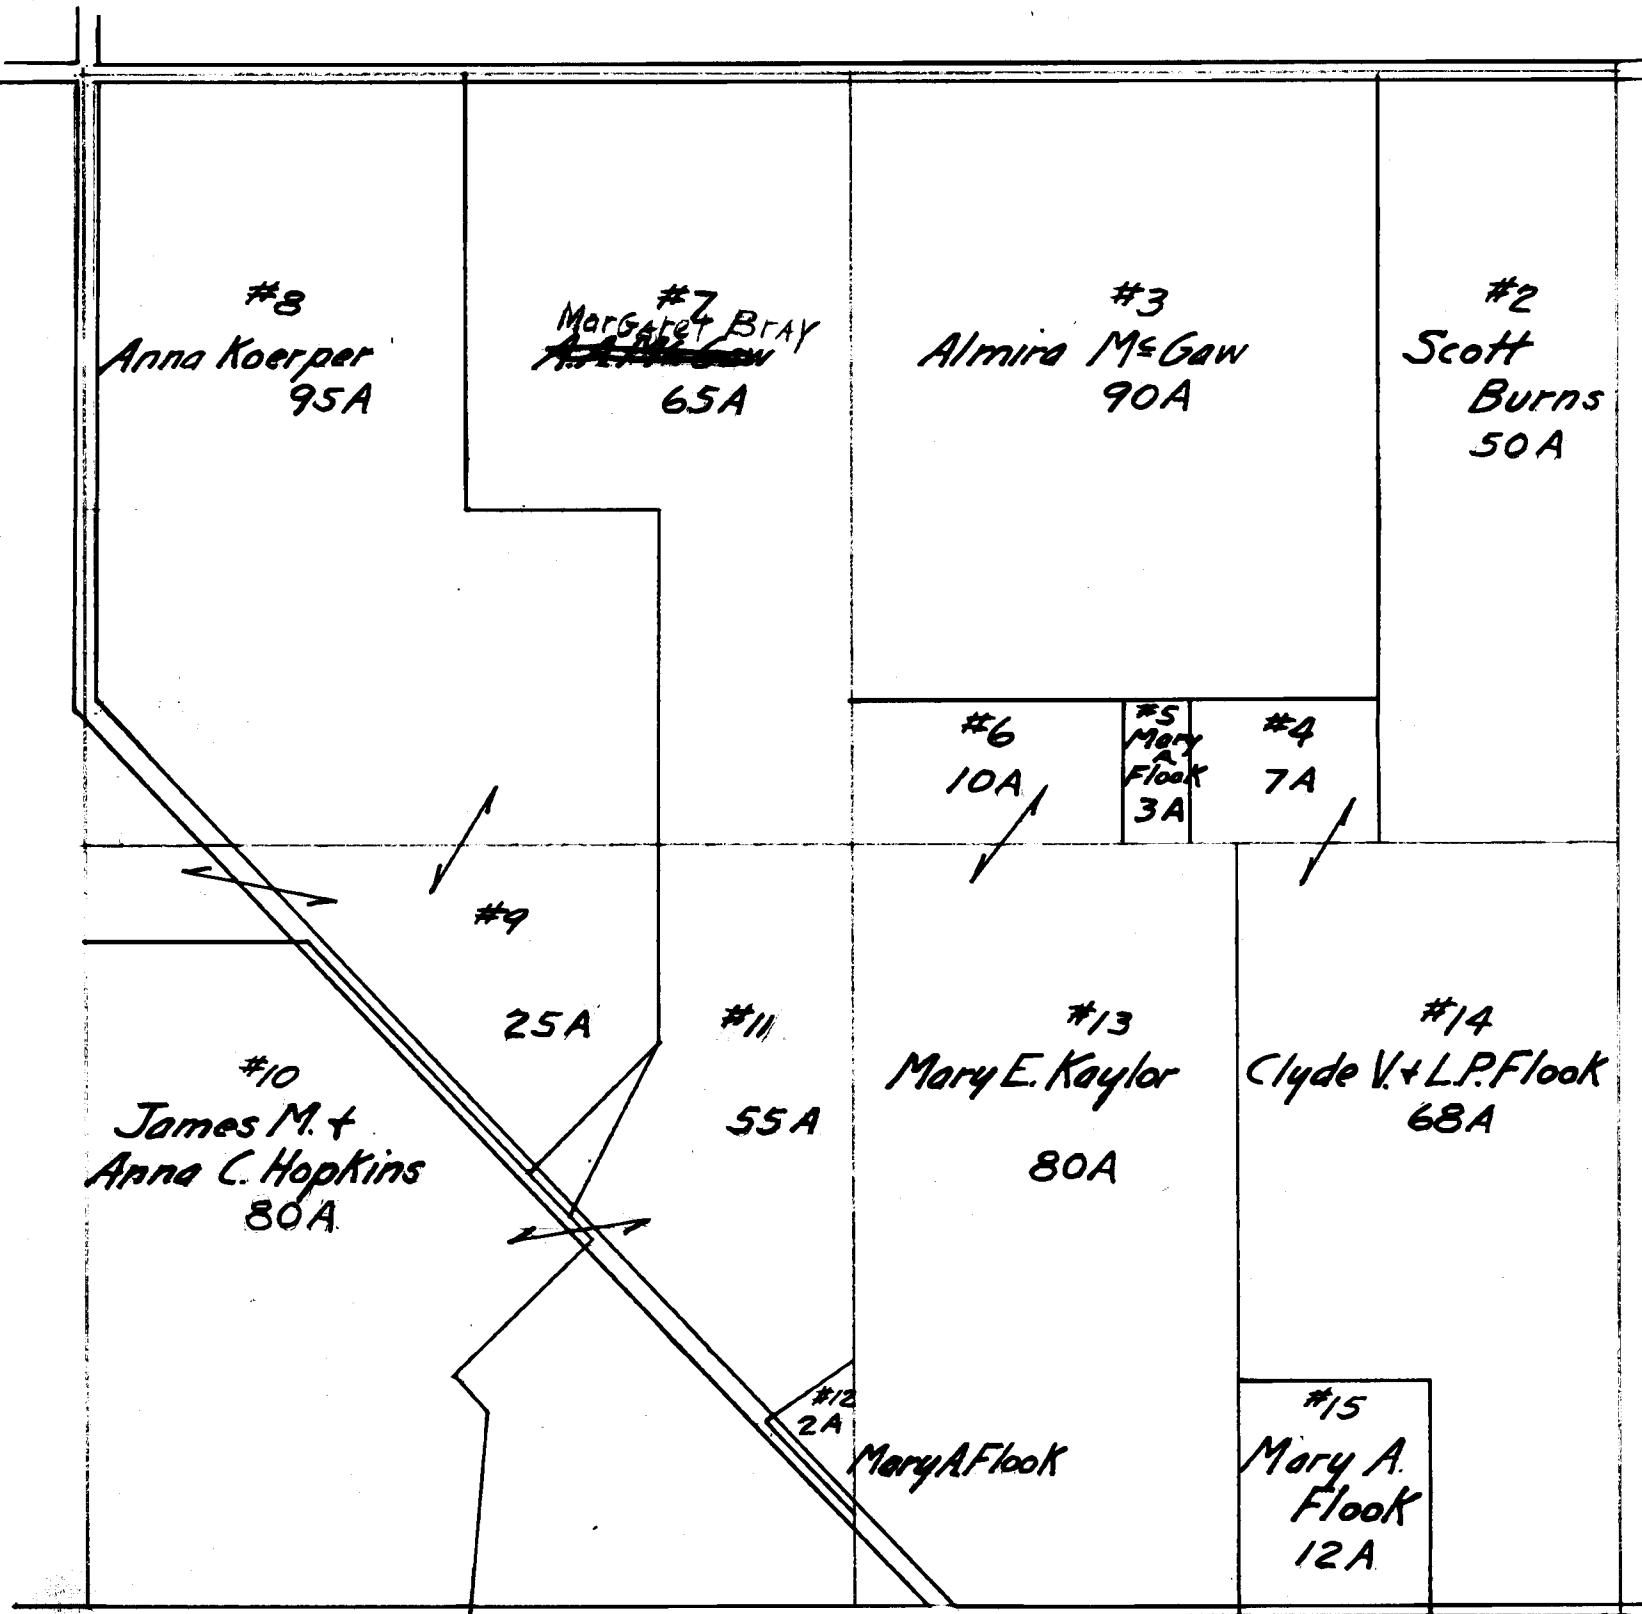 #8
Anna Koerper
95A
#7
Margaret Bray
65A
#3
Almira McGaw
90A
#2
Scott
Burns
50A
#6
10A
#5
Mary
A
Flook
3A
#4
7A
#9
25A
#10
James M. +
Anna C. Hopkins
80A
#11
55A
#13
Mary E. Kaylor
80A
#14
Clyde V. + L.P. Flook
68A
#12
2A
Mary A Flook
#15
Mary A.
Flook
12A